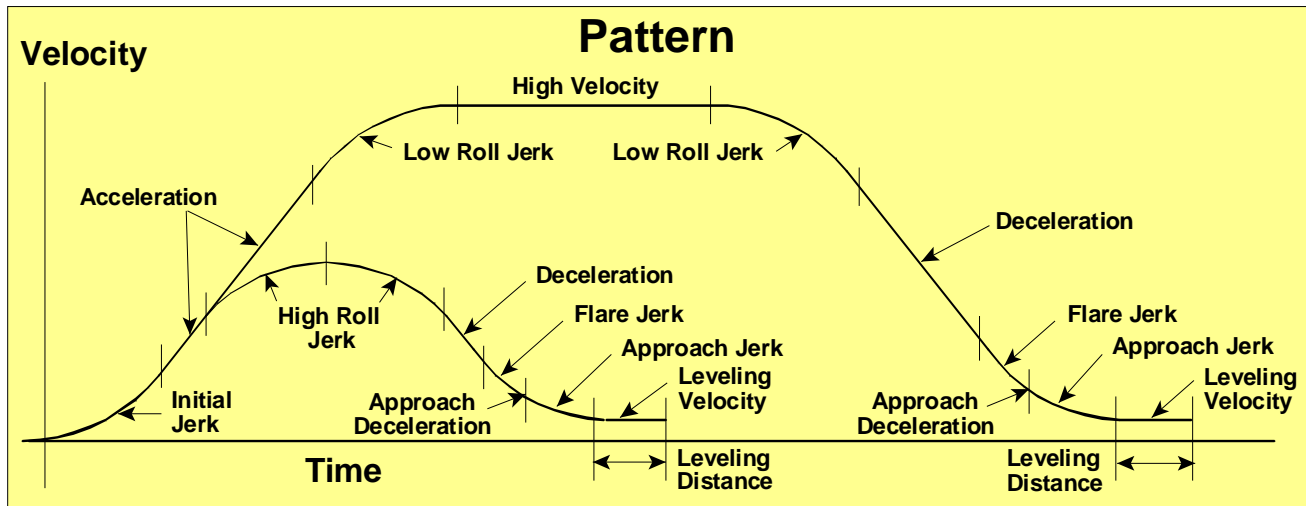 Pattern
Velocity
High Velocity
Low Roll Jerk
Low Roll Jerk
Acceleration
Deceleration
Deceleration
High Roll
Jerk
Flare Jerk
Flare Jerk
Approach Jerk
Approach Jerk
Initial
Jerk
Approach
Deceleration
Leveling
Velocity
Approach
Deceleration
Leveling
Velocity
Time
Leveling
Distance
Leveling
Distance